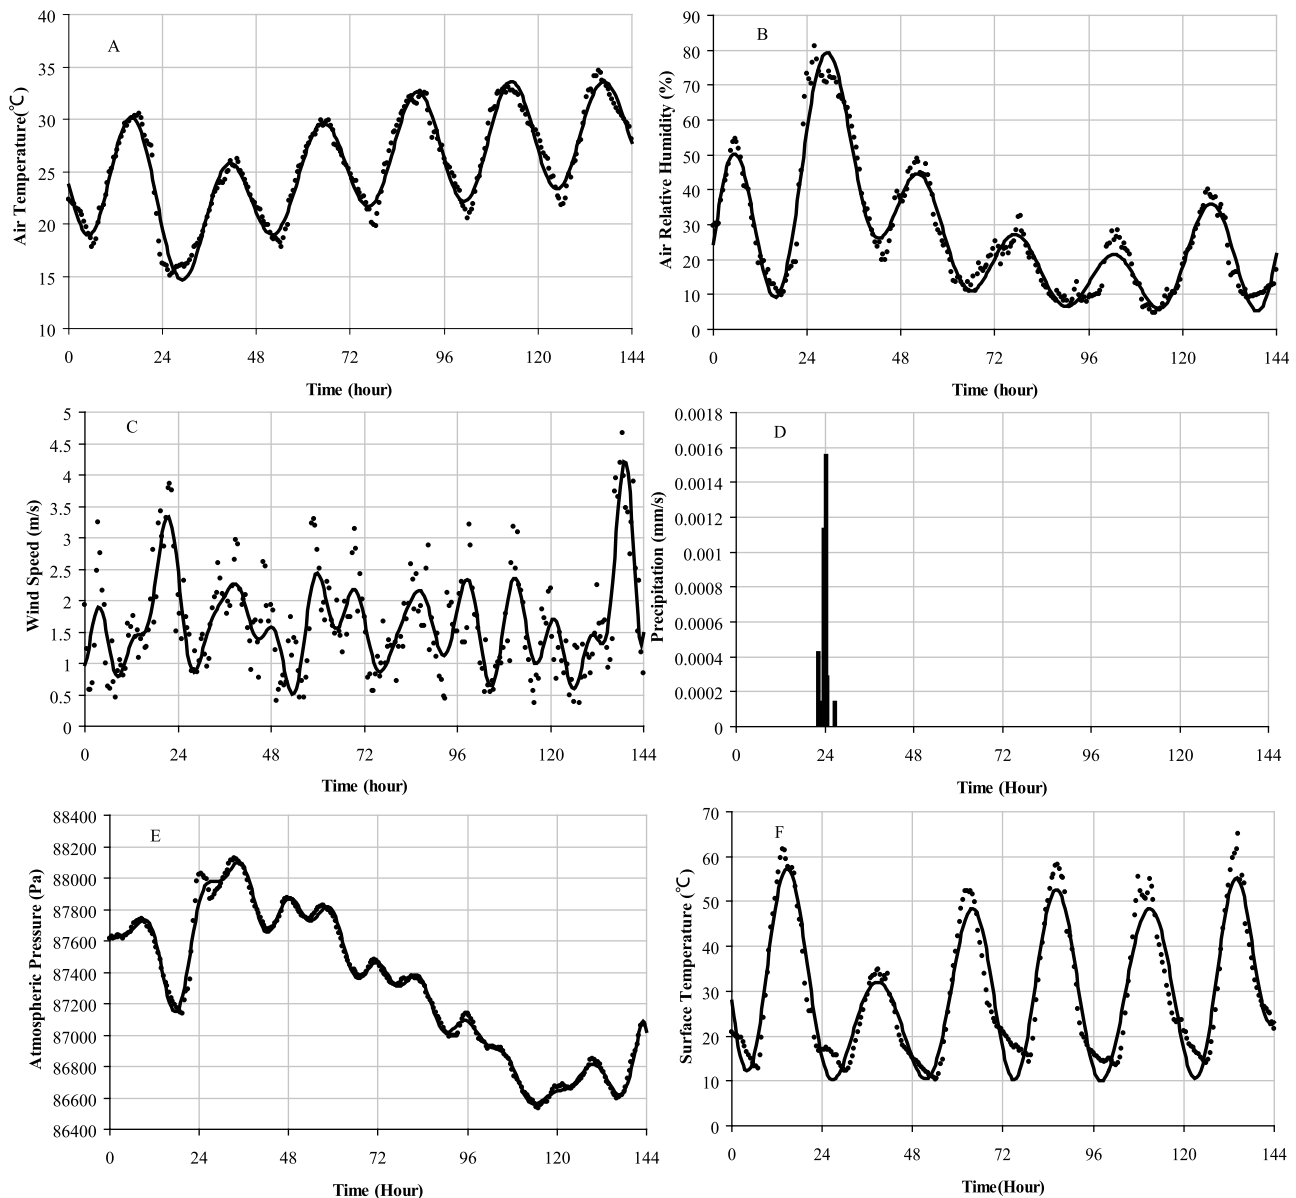 A
Air Temperature(℃)
40
35
30
25
20
15
10
0 24 48 72 96 120 144
Time (hour)
B
Air Relative Humidity (%)
90
80
70
60
50
40
30
20
10
0
0 24 48 72 96 120 144
Time (hour)
C
Wind Speed (m/s)
5
4.5
4
3.5
3
2.5
2
1.5
1
0.5
0
0 24 48 72 96 120 144
Time (hour)
D
Precipitation (mm/s)
0.0018
0.0016
0.0014
0.0012
0.001
0.0008
0.0006
0.0004
0.0002
0
0 24 48 72 96 120 144
Time (Hour)
E
Atmospheric Pressure (Pa)
88400
88200
88000
87800
87600
87400
87200
87000
86800
86600
86400
0 24 48 72 96 120 144
Time (Hour)
F
Surface Temperature (℃)
70
60
50
40
30
20
10
0
0 24 48 72 96 120 144
Time(Hour)